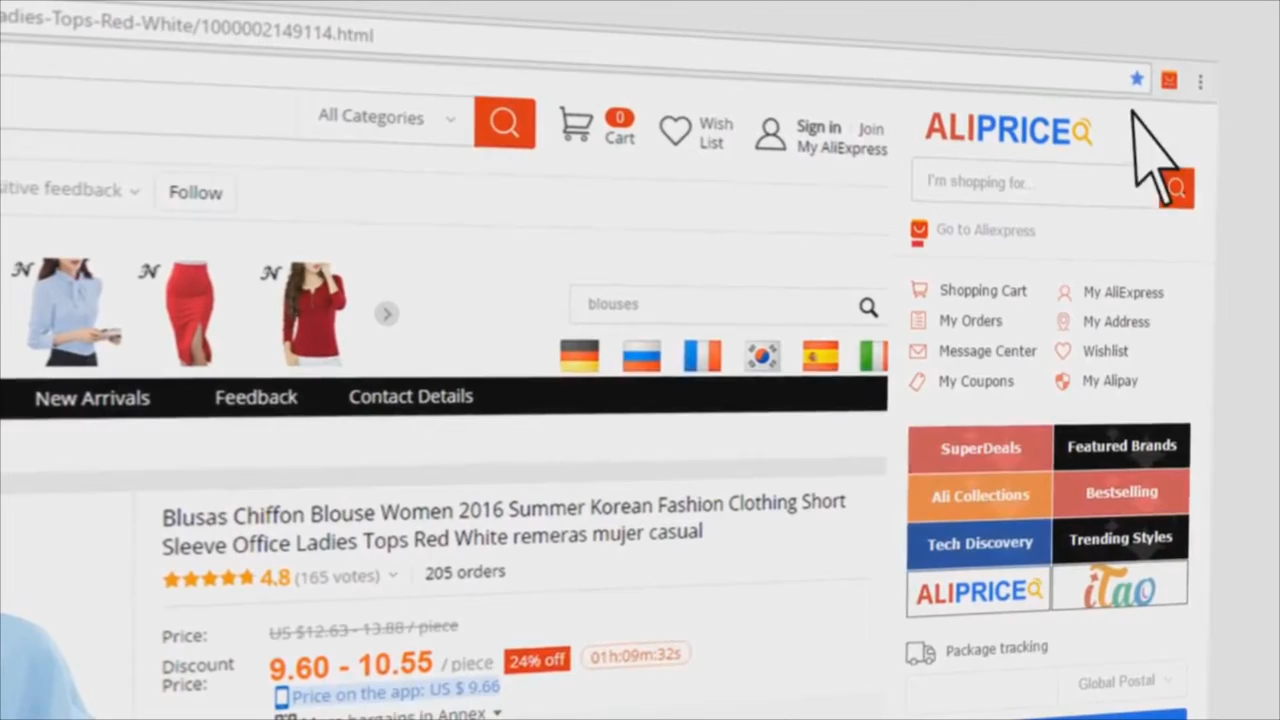 adies-Tops-Red-White/1000002149114.html
All Categories
0
Cart
Wish
List
Sign in
Join
My AliExpress
ALIPRICE
I'm shopping for...
Go to Aliexpress
itive feedback
Follow
N
N
N
blouses
Shopping Cart
My AliExpress
My Orders
My Address
Message Center
Wishlist
My Coupons
My Alipay
New Arrivals
Feedback
Contact Details
SuperDeals
Featured Brands
Ali Collections
Bestselling
Tech Discovery
Trending Styles
ALIPRICE
iTao
Blusas Chiffon Blouse Women 2016 Summer Korean Fashion Clothing Short
Sleeve Office Ladies Tops Red White remeras mujer casual
4.8 (165 votes)
205 orders
Price:
US $12.63 - 13.88 / piece
Discount
Price:
9.60 - 10.55 / piece
24% off
01h:09m:32s
Price on the app: US $ 9.66
bargains in Annex
Package tracking
Global Postal